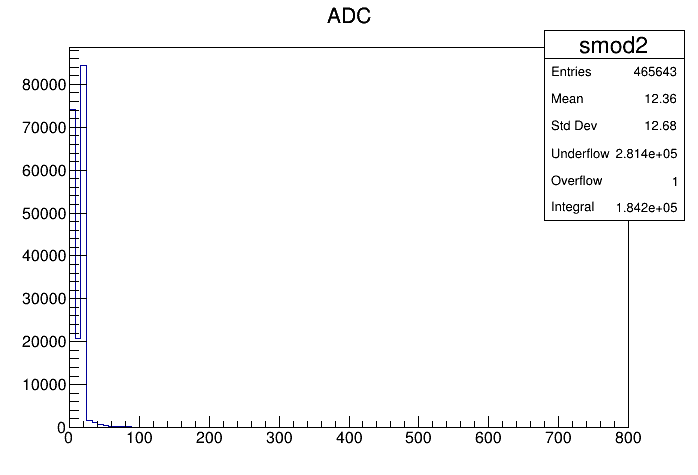 ADC
smod2
Entries 465643
Mean 12.36
Std Dev 12.68
Underflow 2.814e+05
Overflow 1
Integral 1.842e+05
80000
70000
60000
50000
40000
30000
20000
10000
0
0 100 200 300 400 500 600 700 800